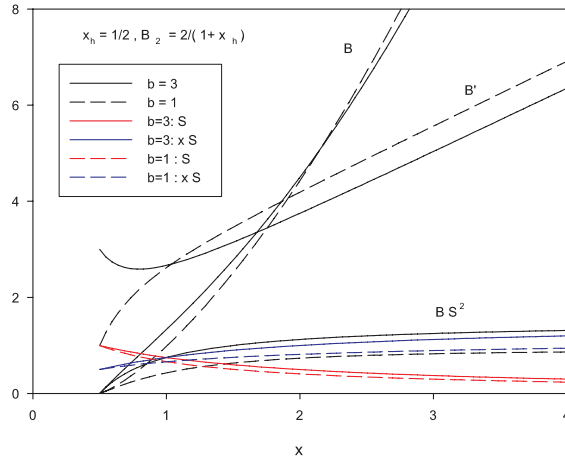 8
x_h = 1/2 , B_2 = 2/( 1+ x_h )
B
b = 3
b = 1
b=3: S
b=3: x S
b=1 : S
b=1 : x S
B'
6
4
2
B S^2
0
0 1 2 3 4
x